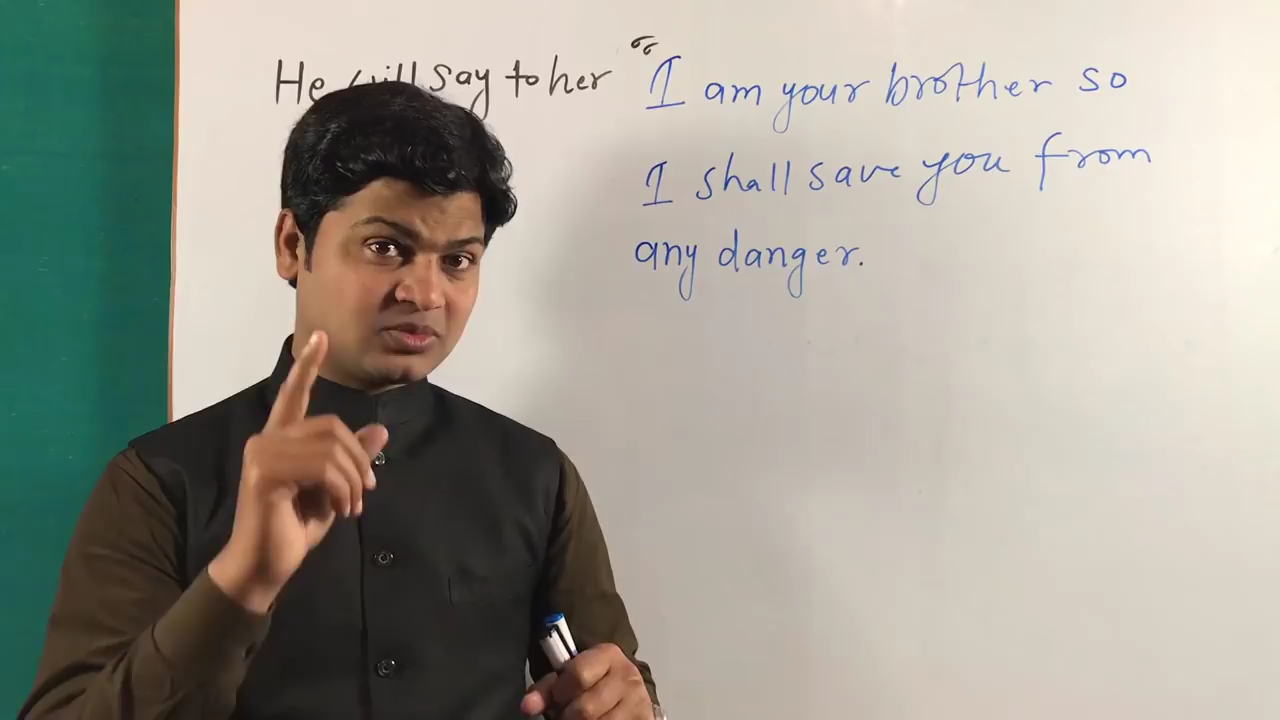 He will say to her “I am your brother so
I shall save you from
any danger.